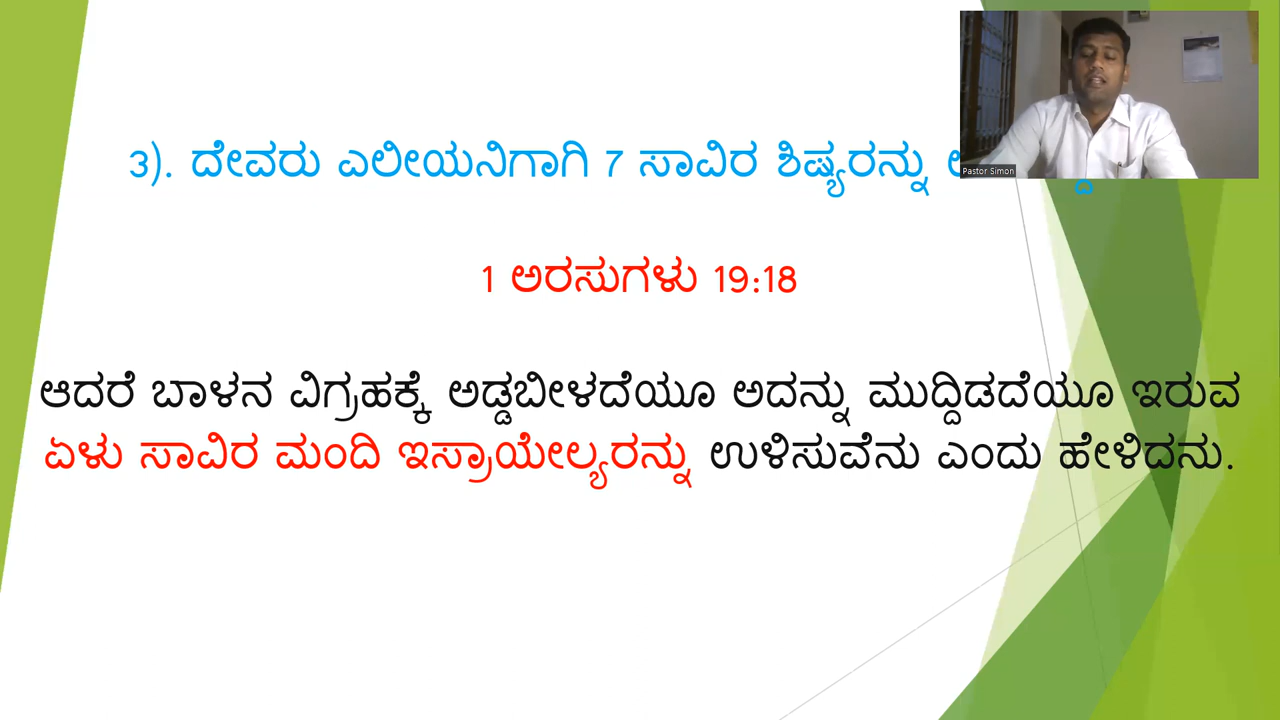 3). ದೇವರು ಎಲೀಯನಿಗಾಗಿ 7 ಸಾವಿರ ಶಿಷ್ಯರನ್ನು
Pastor Simon
1 ಅರಸುಗಳು 19:18
ಆದರೆ ಬಾಳನ ವಿಗ್ರಹಕ್ಕೆ ಅಡ್ಡಬೀಳದೆಯೂ ಅದನ್ನು ಮುದ್ದಿಡದೆಯೂ ಇರುವ
ಏಳು ಸಾವಿರ ಮಂದಿ ಇಸ್ರಾಯೇಲ್ಯರನ್ನು ಉಳಿಸುವೆನು ಎಂದು ಹೇಳಿದನು.